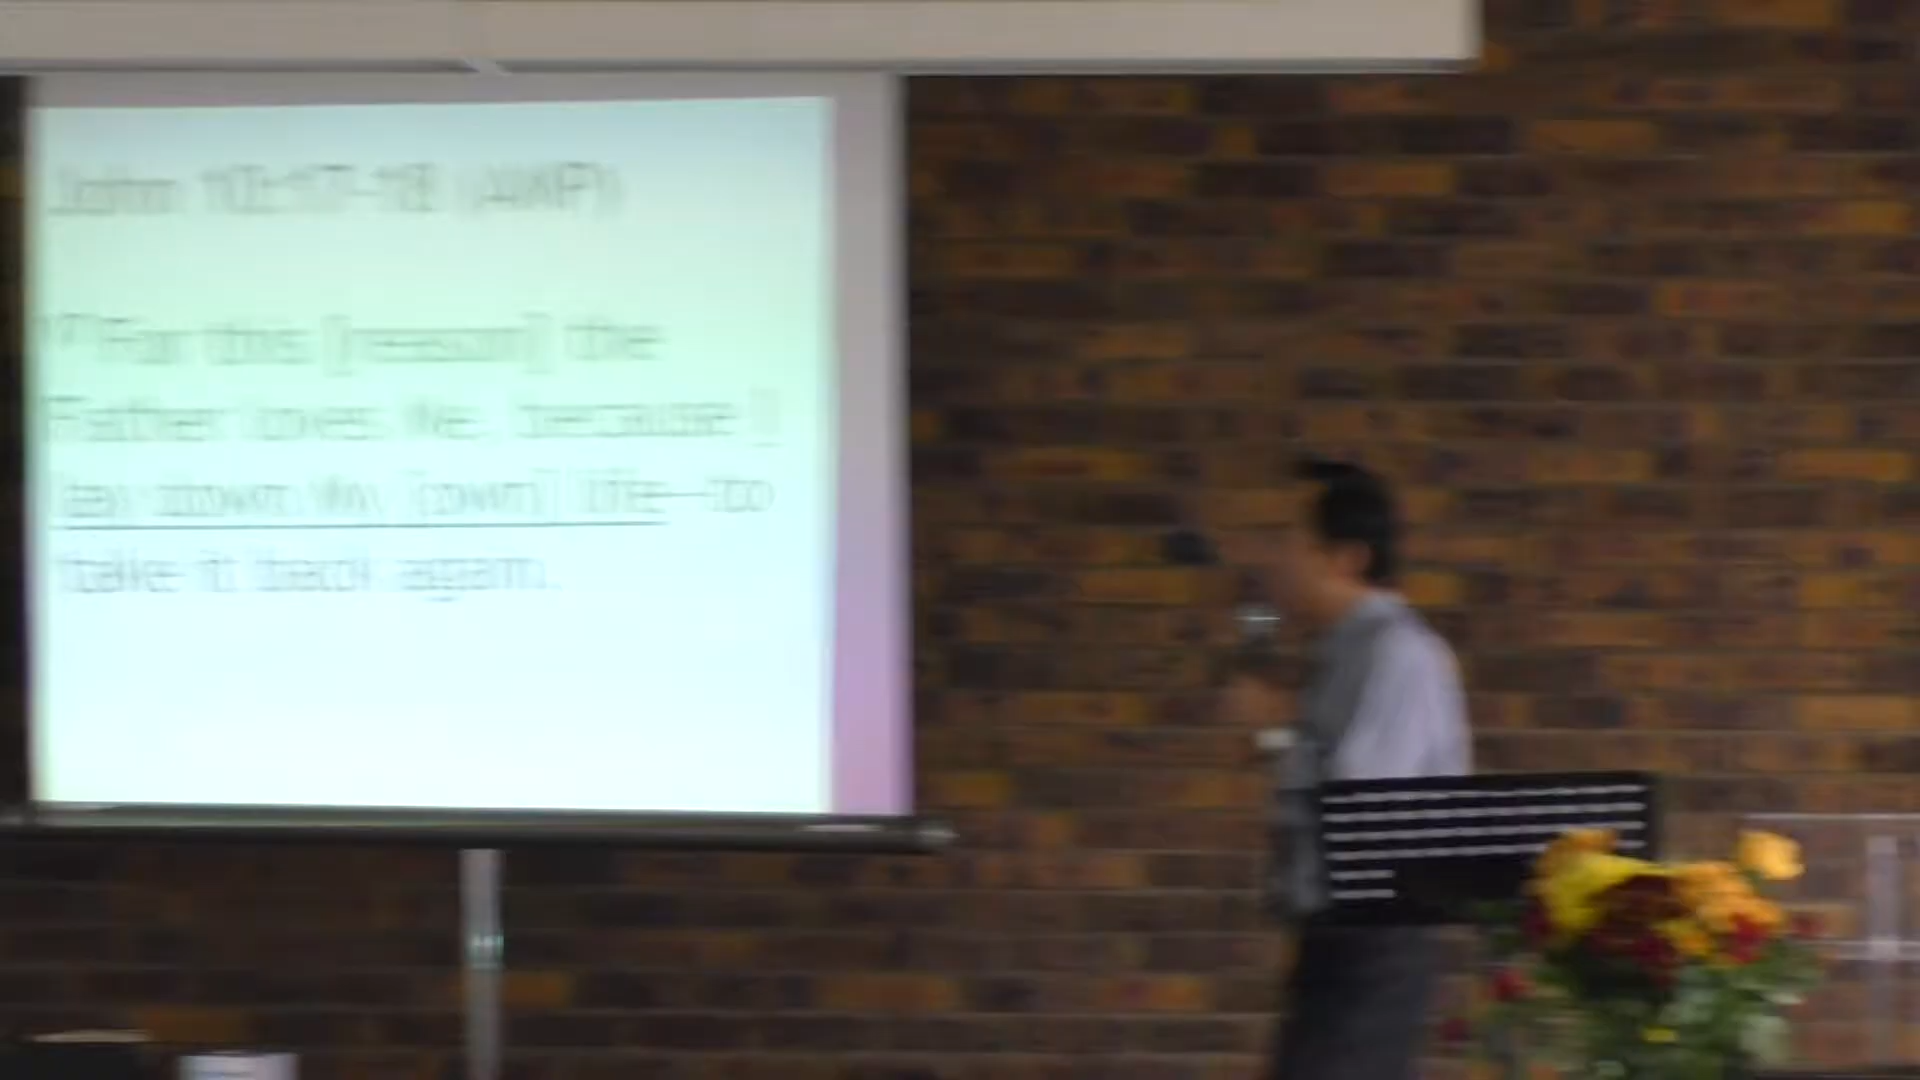 John 10:17-18 (AMP)
17 For this [reason] the
Father loves Me, because I
lay down My [own] life—to
take it back again.